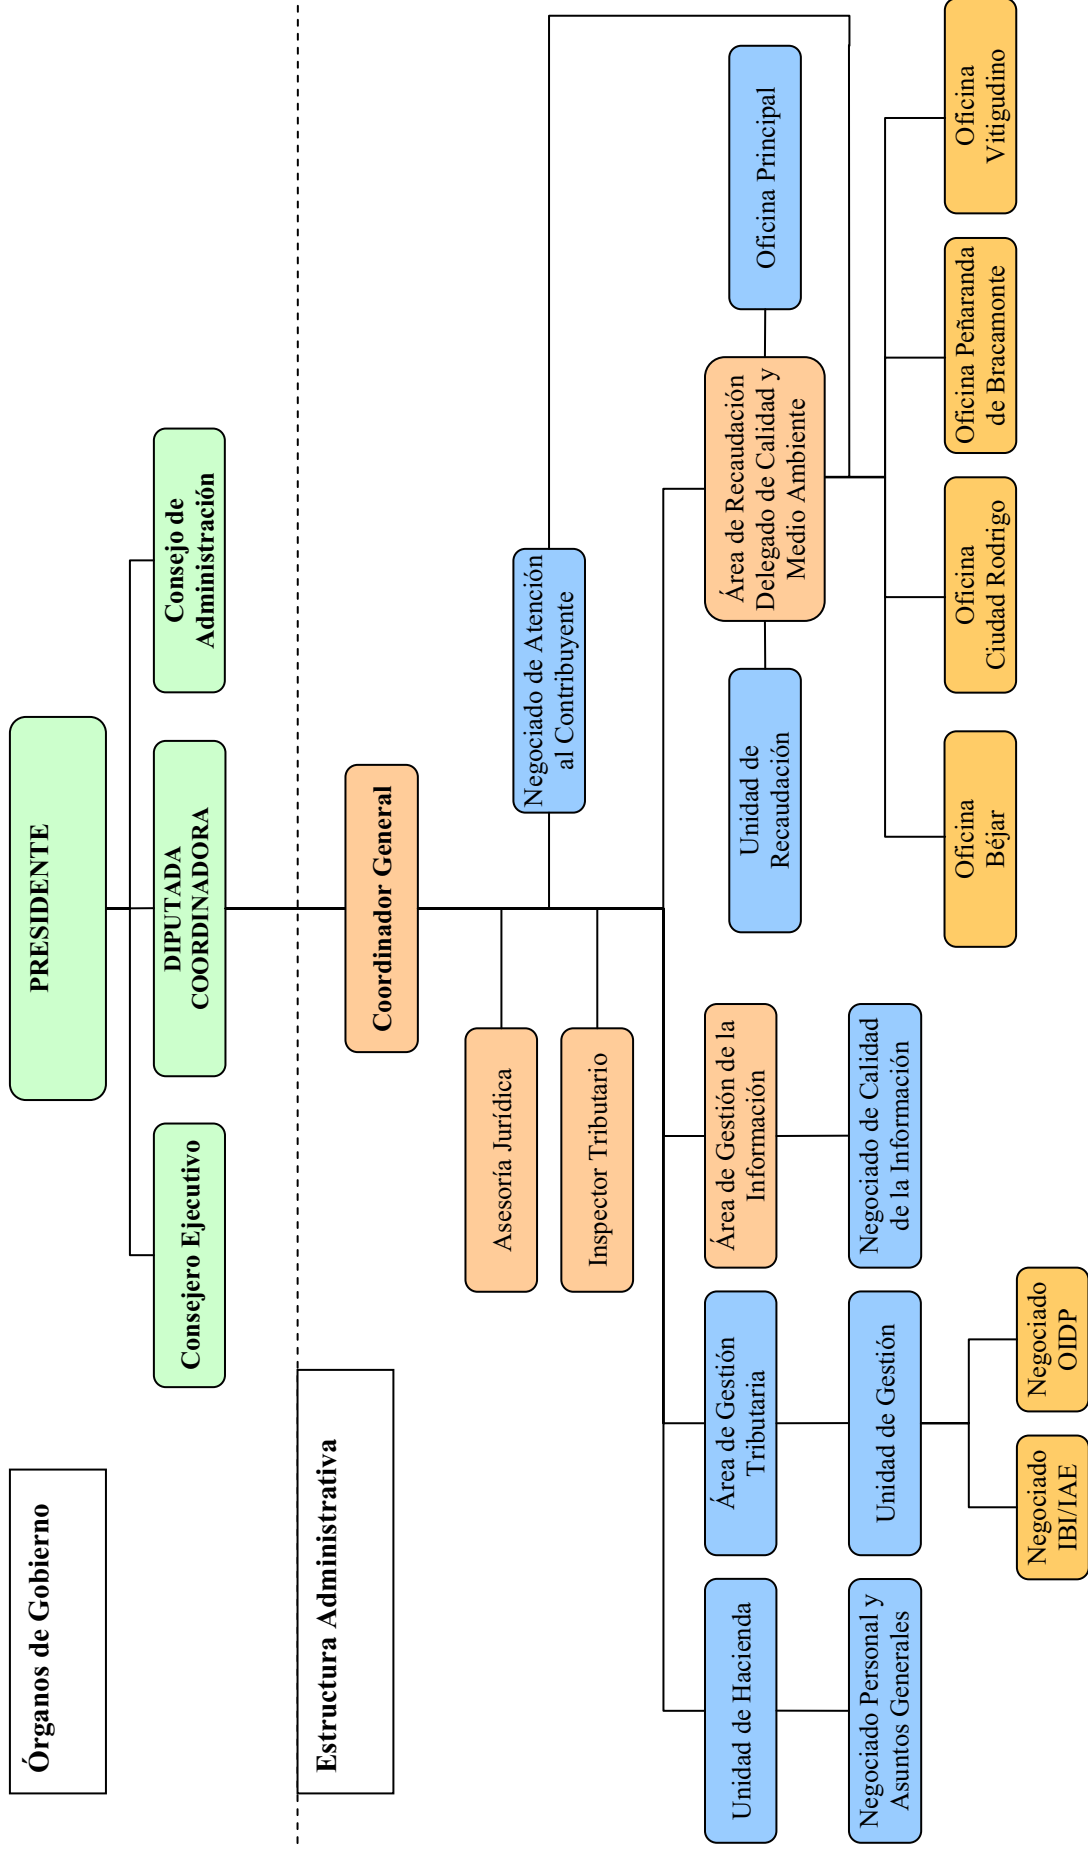 Órganos de Gobierno
PRESIDENTE
Consejero Ejecutivo
DIPUTADA
COORDINADORA
Consejo de
Administración
Estructura Administrativa
Coordinador General
Asesoría Jurídica
Negociado de Atención
al Contribuyente
Inspector Tributario
Unidad de Hacienda
Área de Gestión
Tributaria
Área de Gestión de la
Información
Unidad de
Recaudación
Área de Recaudación
Delegado de Calidad y
Medio Ambiente
Oficina Principal
Negociado Personal y
Asuntos Generales
Unidad de Gestión
Negociado de Calidad
de la Información
Oficina
Béjar
Oficina
Ciudad Rodrigo
Oficina Peñaranda
de Bracamonte
Oficina
Vitigudino
Negociado
IBI/IAE
Negociado
OIDP